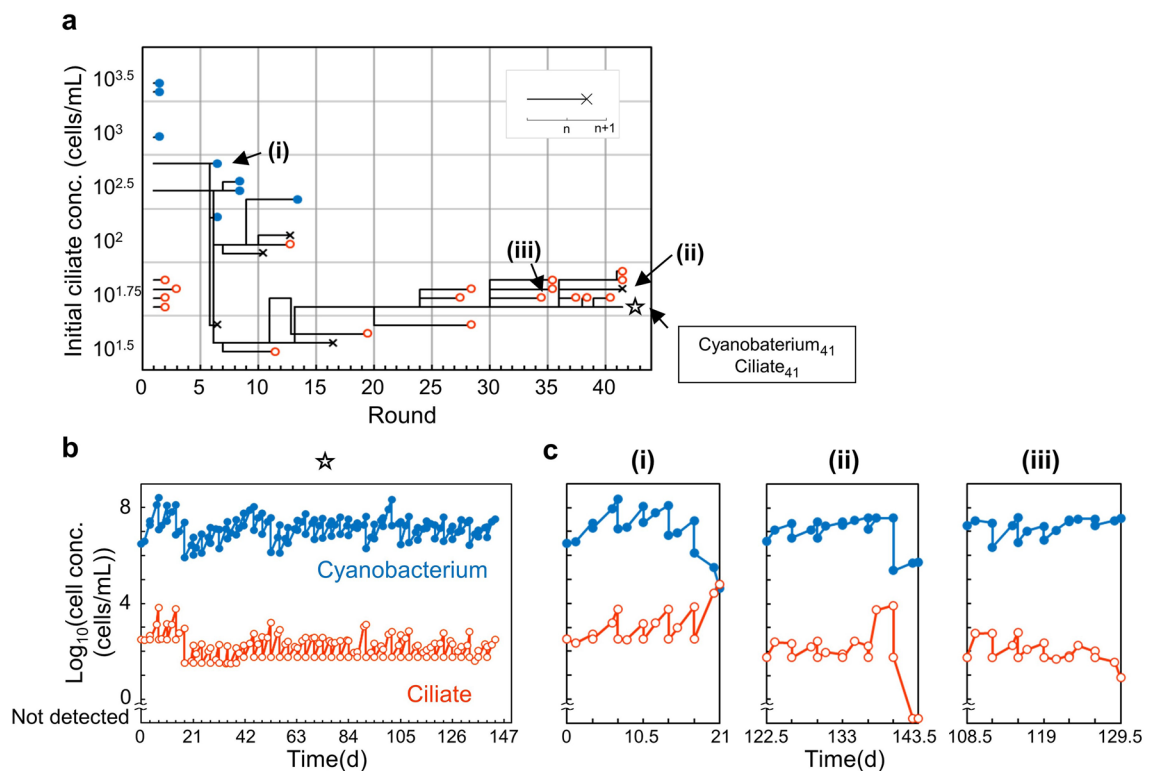 a
Initial ciliate conc. (cells/mL)
10^3.5
10^3
10^2.5
10^2
10^1.75
10^1.5
n
n+1
(i)
(iii)
(ii)
0 5 10 15 20 25 30 35 40
Round
Cyanobaterium₄₁
Ciliate₄₁
b
Log₁₀(cell conc.
(cells/mL))
8
4
0
Not detected
Cyanobacterium
Ciliate
0 21 42 63 84 105 126 147
Time(d)
c
(i)
(ii)
(iii)
0 10.5 21
122.5 133 143.5
108.5 119 129.5
Time(d)